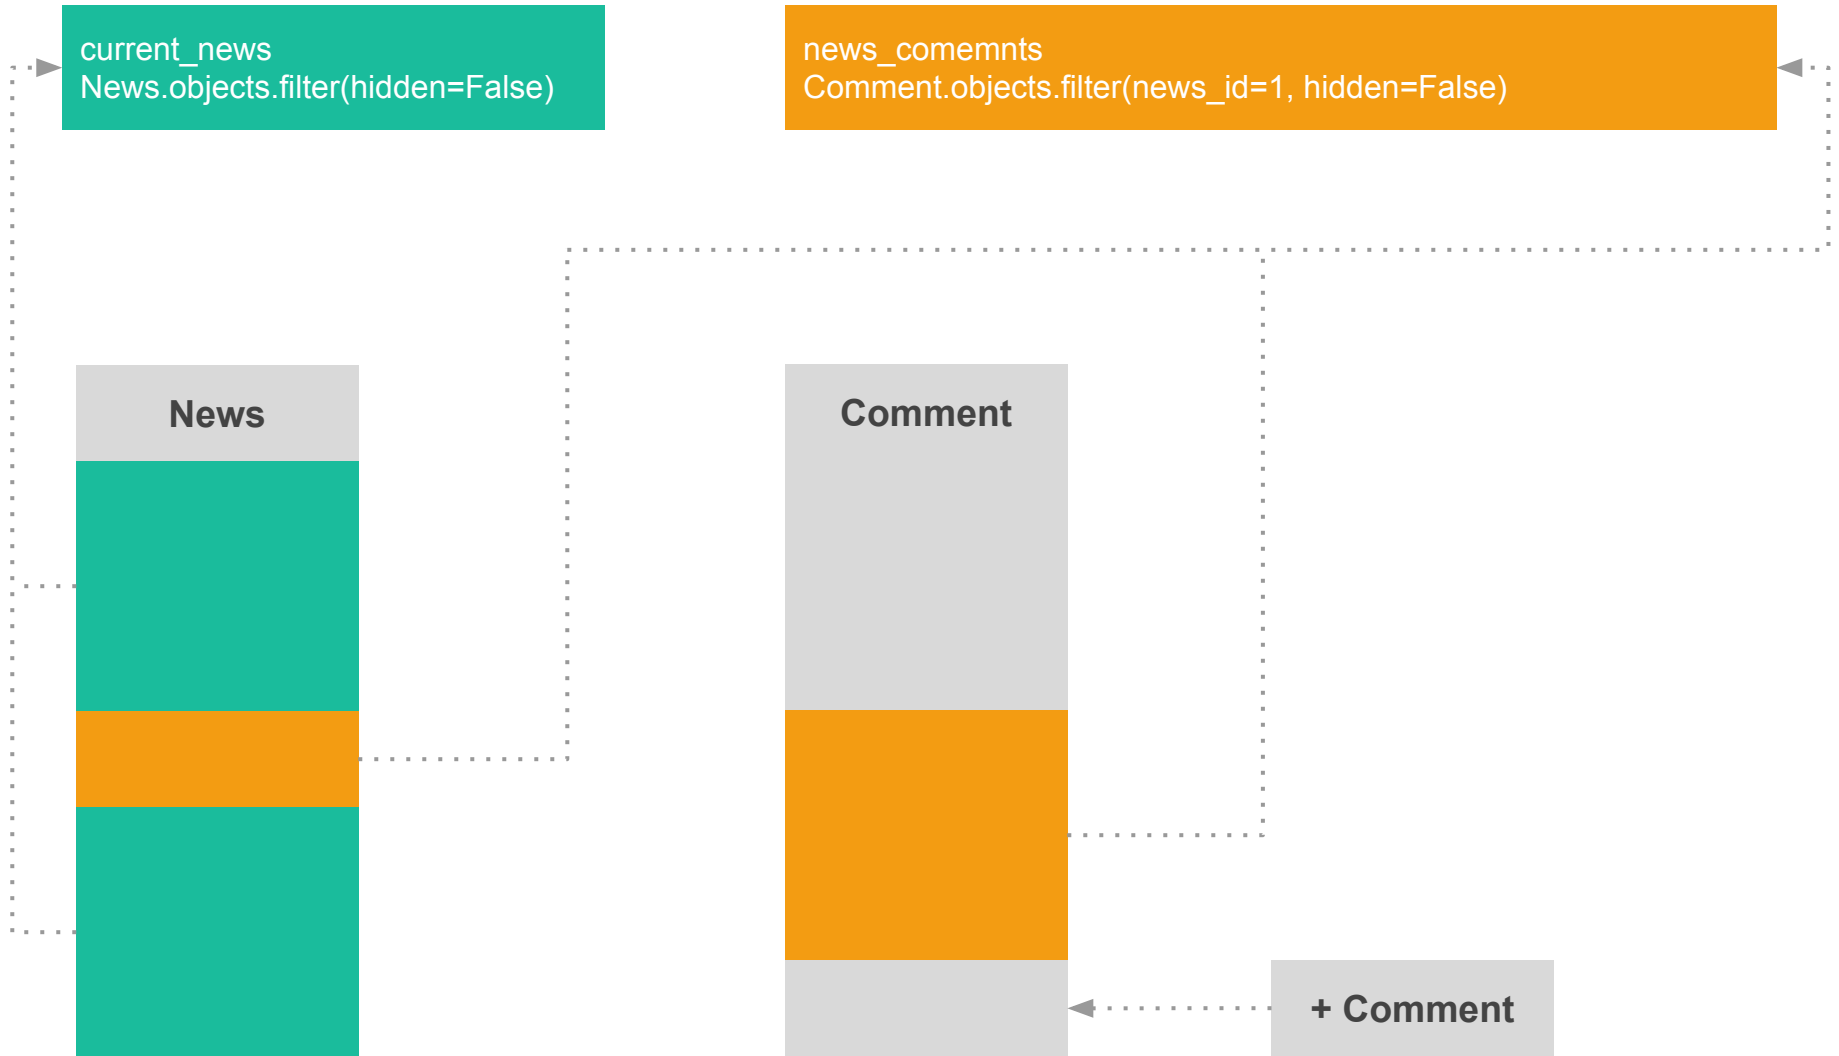 current_news
News.objects.filter(hidden=False)
news_comemnts
Comment.objects.filter(news_id=1, hidden=False)
News
Comment
+ Comment